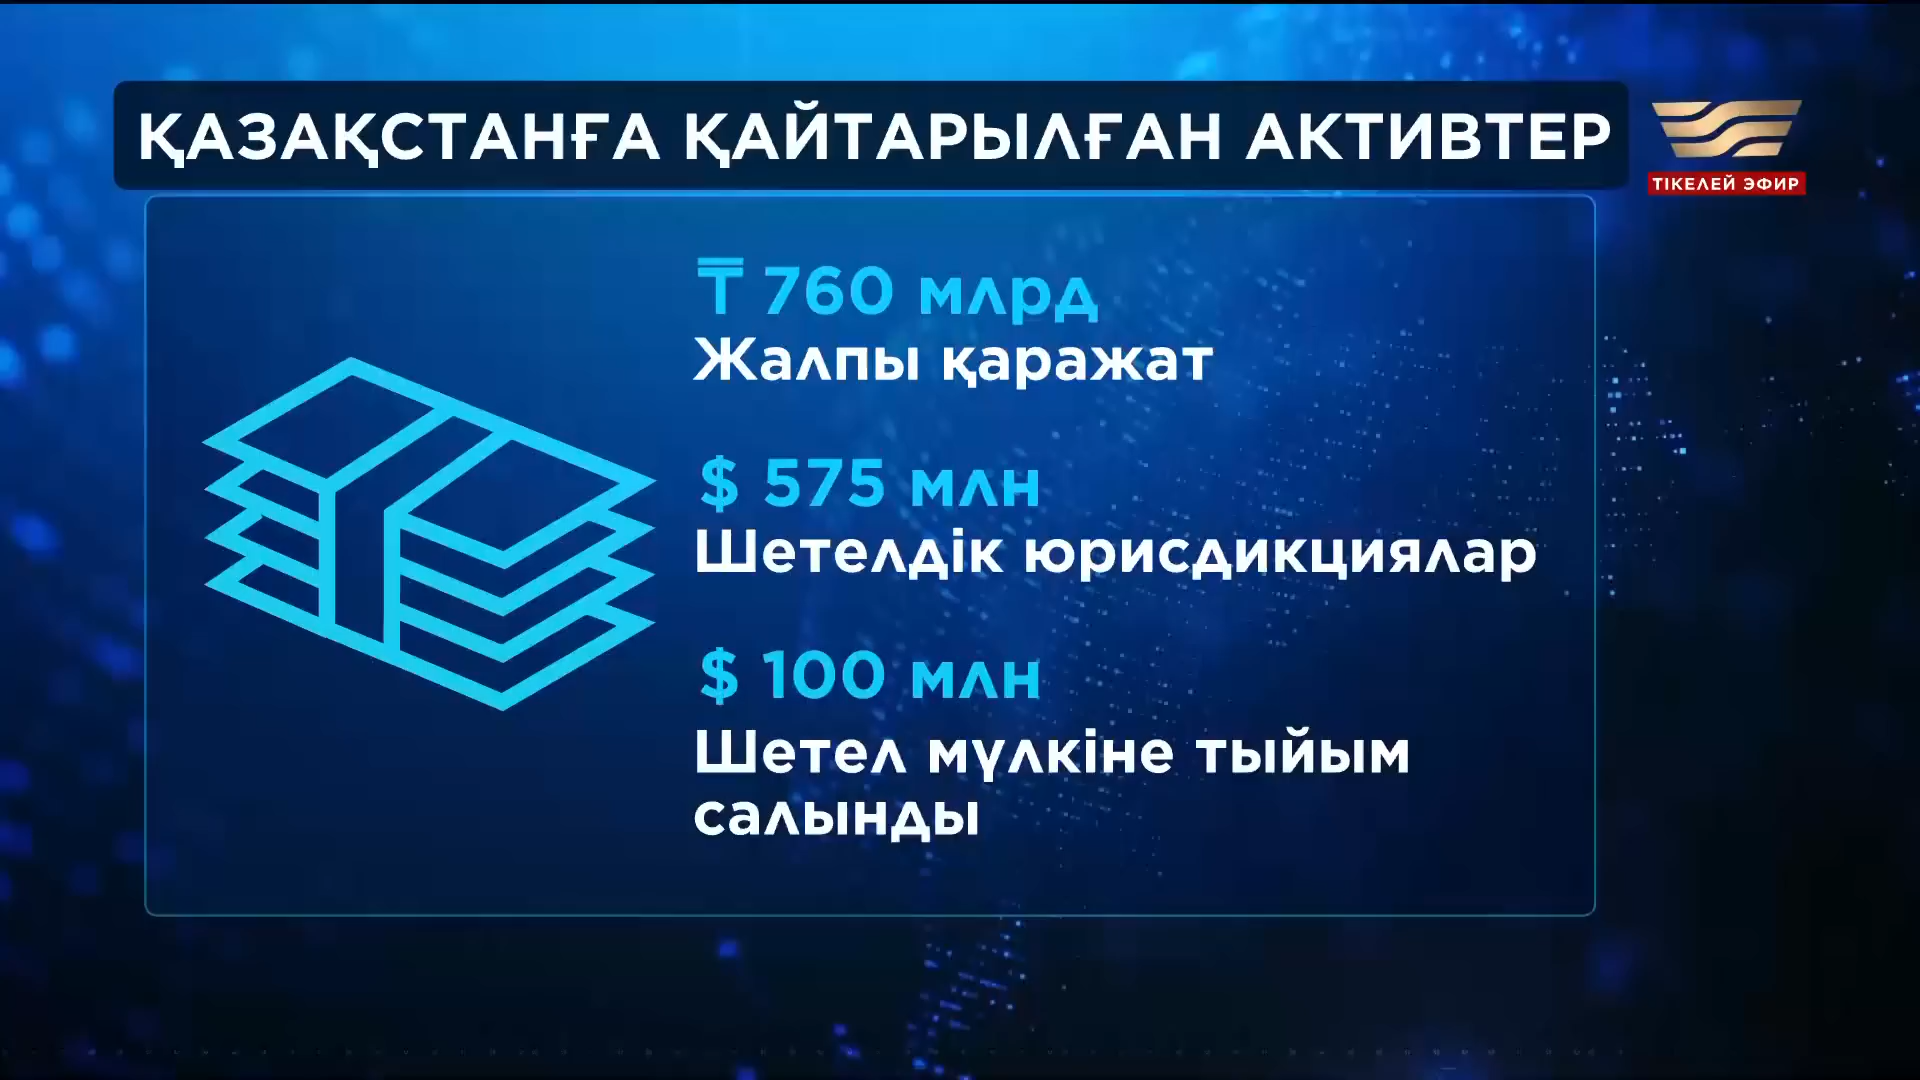 ҚАЗАҚСТАНҒА ҚАЙТАРЫЛҒАН АКТИВТЕР
ТІКЕЛЕЙ ЭФИР
₸ 760 млрд
Жалпы қаражат
$ 575 млн
Шетелдік юрисдикциялар
$ 100 млн
Шетел мүлкіне тыйым
салынды